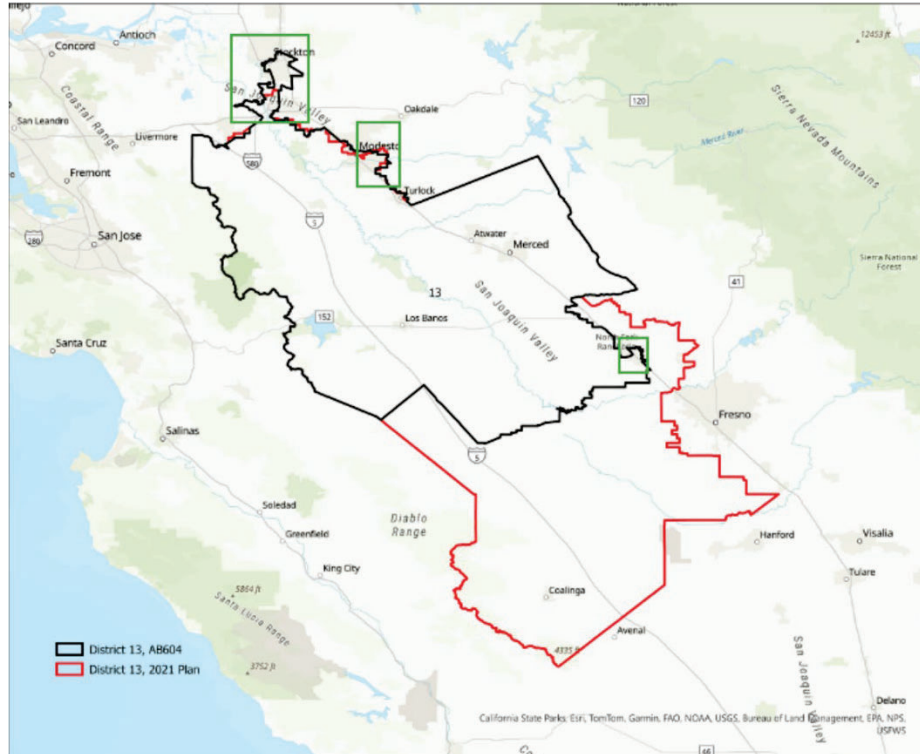 Antioch
Concord
Stockton
National Forest
12453 ft
San Joaquin Valley
Coastal Range
120
Oakdale
Sierra Nevada Mountains
San Leandro
Livermore
Merced River
Modesto
580
Fremont
Turlock
5
280
San Jose
Atwater
Merced
Sierra National
Forest
41
13
San Joaquin Valley
152
Los Banos
Santa Cruz
Fresno
Salinas
5
Soledad
Diablo
Range
Greenfield
Hanford
Visalia
King City
Tulare
5864 ft
Coalinga
Santa Lucia Range
Avenal
District 13, AB604
4335 ft
District 13, 2021 Plan
3752 ft
San Joaquin Valley
Delano
California State Parks, Esri, TomTom, Garmin, FAO, NOAA, USGS, Bureau of Land Management, EPA, NPS,
USFWS
46